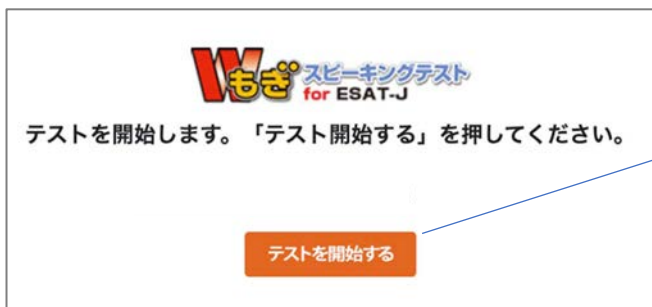 Wもぎ スピーキングテスト
for ESAT-J
テストを開始します。「テスト開始する」を押してください。
テストを開始する